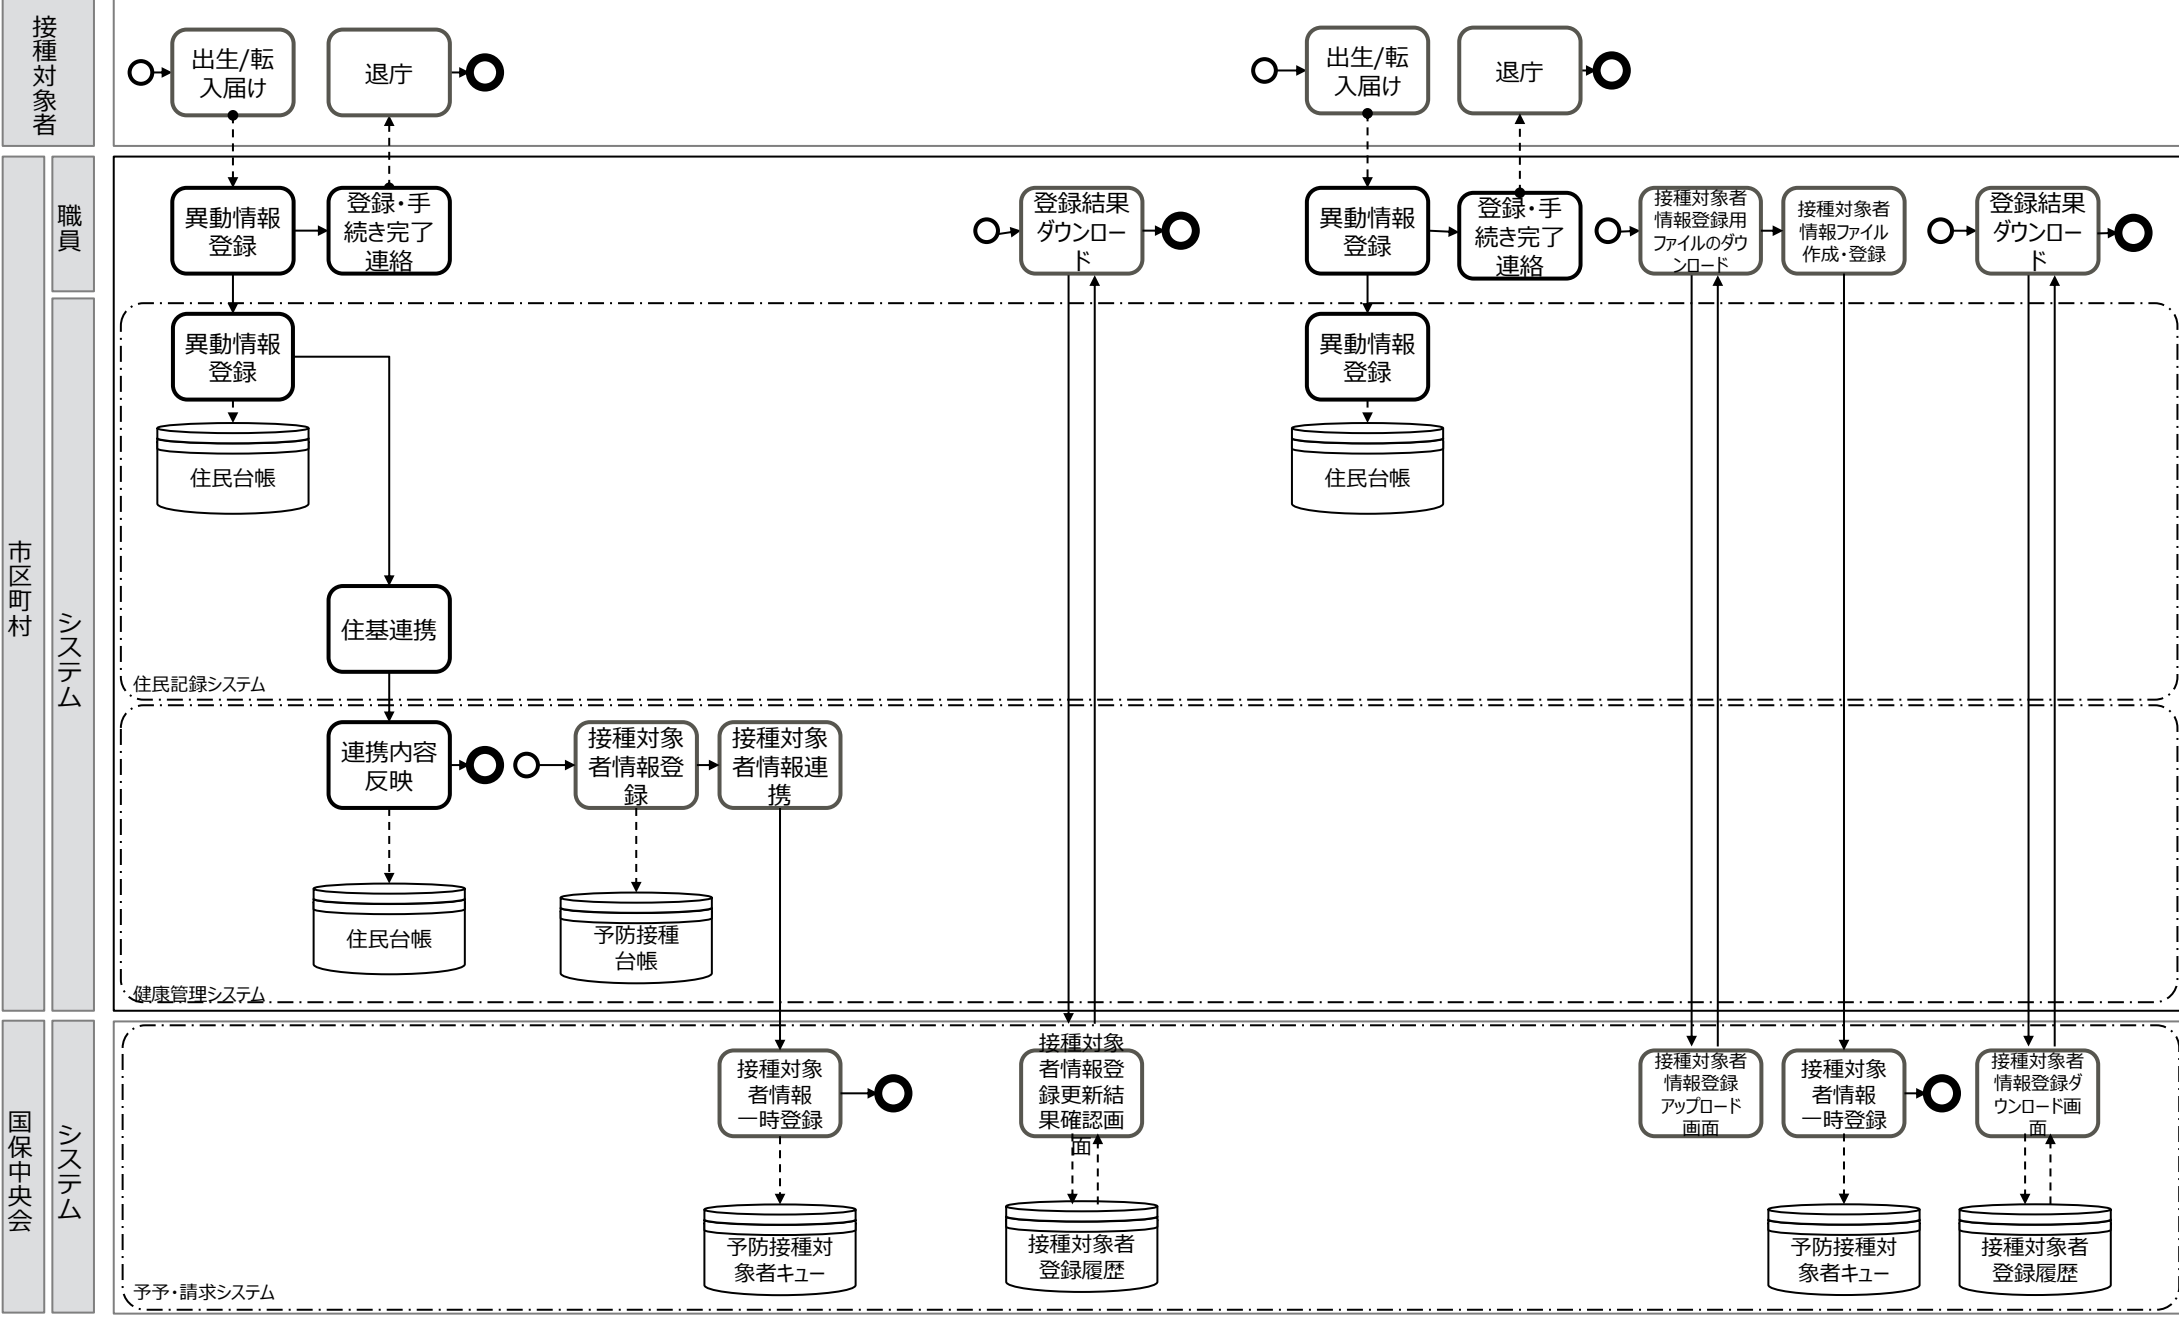 接種対象者
出生/転
入届け
退庁
出生/転
入届け
退庁
市区町村
職員
異動情報
登録
登録・手
続き完了
連絡
登録結果
ダウンロー
ド
異動情報
登録
登録・手
続き完了
連絡
接種対象者
情報登録用
ファイルのダウ
ンロード
接種対象者
情報ファイル
作成・登録
登録結果
ダウンロー
ド
システム
異動情報
登録
住民台帳
異動情報
登録
住民台帳
住基連携
住民記録システム
連携内容
反映
接種対象
者情報登
録
接種対象
者情報連
携
住民台帳
予防接種
台帳
健康管理システム
国保中央会
システム
接種対象
者情報
一時登録
接種対象
者情報登
録更新結
果確認画
面
接種対象者
情報登録
アップロード
画面
接種対象
者情報
一時登録
接種対象者
情報登録ダ
ウンロード画
面
予防接種対
象者キュー
接種対象者
登録履歴
予防接種対
象者キュー
接種対象者
登録履歴
予予・請求システム